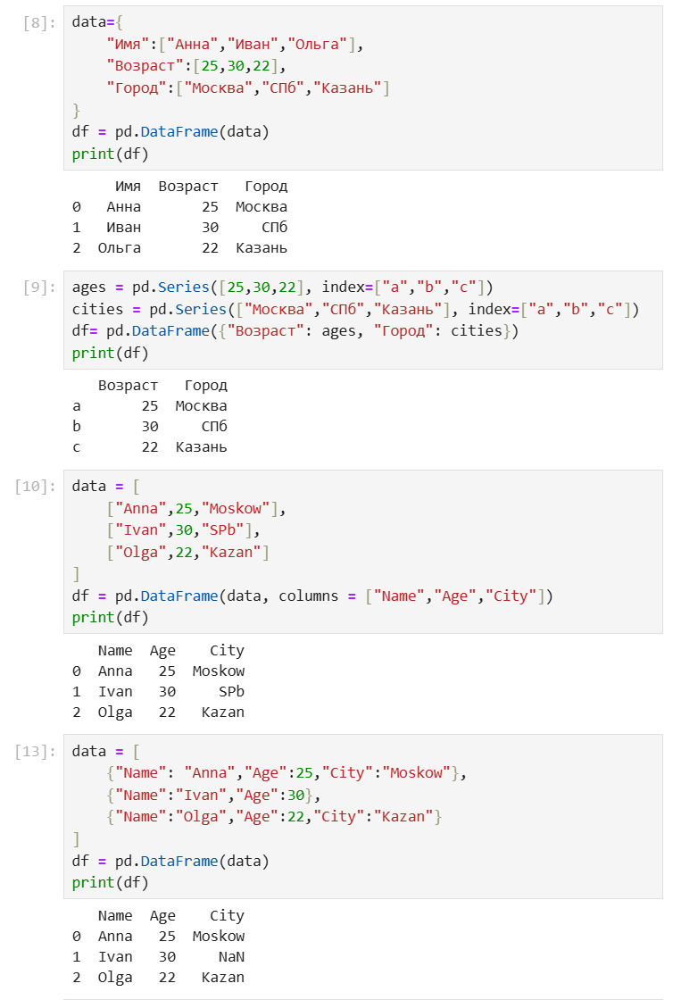 [8]: data={
    "Имя":["Анна","Иван","Ольга"],
    "Возраст":[25,30,22],
    "Город":["Москва","СПб","Казань"]
}
df = pd.DataFrame(data)
print(df)
     Имя  Возраст   Город
0   Анна       25  Москва
1   Иван       30     СПб
2  Ольга       22  Казань
[9]: ages = pd.Series([25,30,22], index=["a","b","c"])
cities = pd.Series(["Москва","СПб","Казань"], index=["a","b","c"])
df= pd.DataFrame({"Возраст": ages, "Город": cities})
print(df)
   Возраст   Город
a       25  Москва
b       30     СПб
c       22  Казань
[10]: data = [
    ["Anna",25,"Moskow"],
    ["Ivan",30,"SPb"],
    ["Olga",22,"Kazan"]
]
df = pd.DataFrame(data, columns = ["Name","Age","City"])
print(df)
   Name  Age    City
0  Anna   25  Moskow
1  Ivan   30     SPb
2  Olga   22   Kazan
[13]: data = [
    {"Name": "Anna","Age":25,"City":"Moskow"},
    {"Name":"Ivan","Age":30},
    {"Name":"Olga","Age":22,"City":"Kazan"}
]
df = pd.DataFrame(data)
print(df)
   Name  Age    City
0  Anna   25  Moskow
1  Ivan   30     NaN
2  Olga   22   Kazan